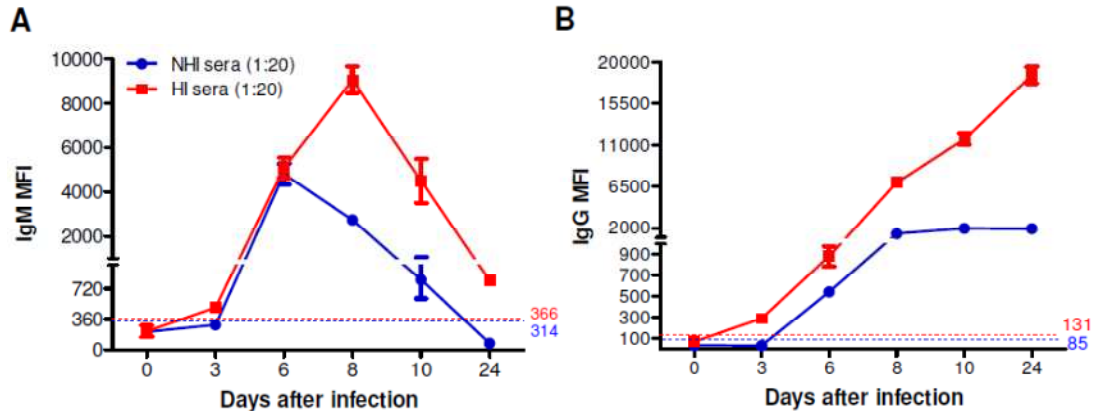 A
NHI sera (1:20)
HI sera (1:20)
IgM MFI
10000
8000
6000
4000
2000
720
360
0
366
314
0 3 6 8 10 24
Days after infection
B
IgG MFI
20000
15500
11000
6500
2000
900
700
500
300
100
131
85
0 3 6 8 10 24
Days after infection